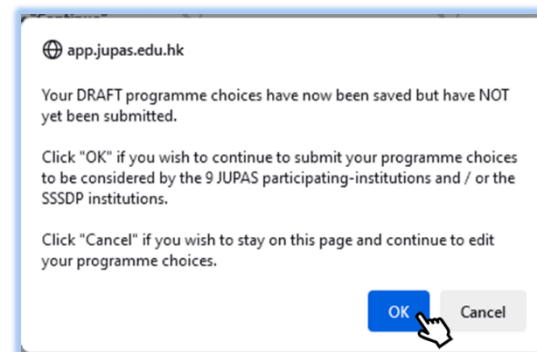 "Continue"
app.jupas.edu.hk
Your DRAFT programme choices have now been saved but have NOT
yet been submitted.
Click "OK" if you wish to continue to submit your programme choices
to be considered by the 9 JUPAS participating-institutions and / or the
SSSDP institutions.
Click "Cancel" if you wish to stay on this page and continue to edit
your programme choices.
OK Cancel